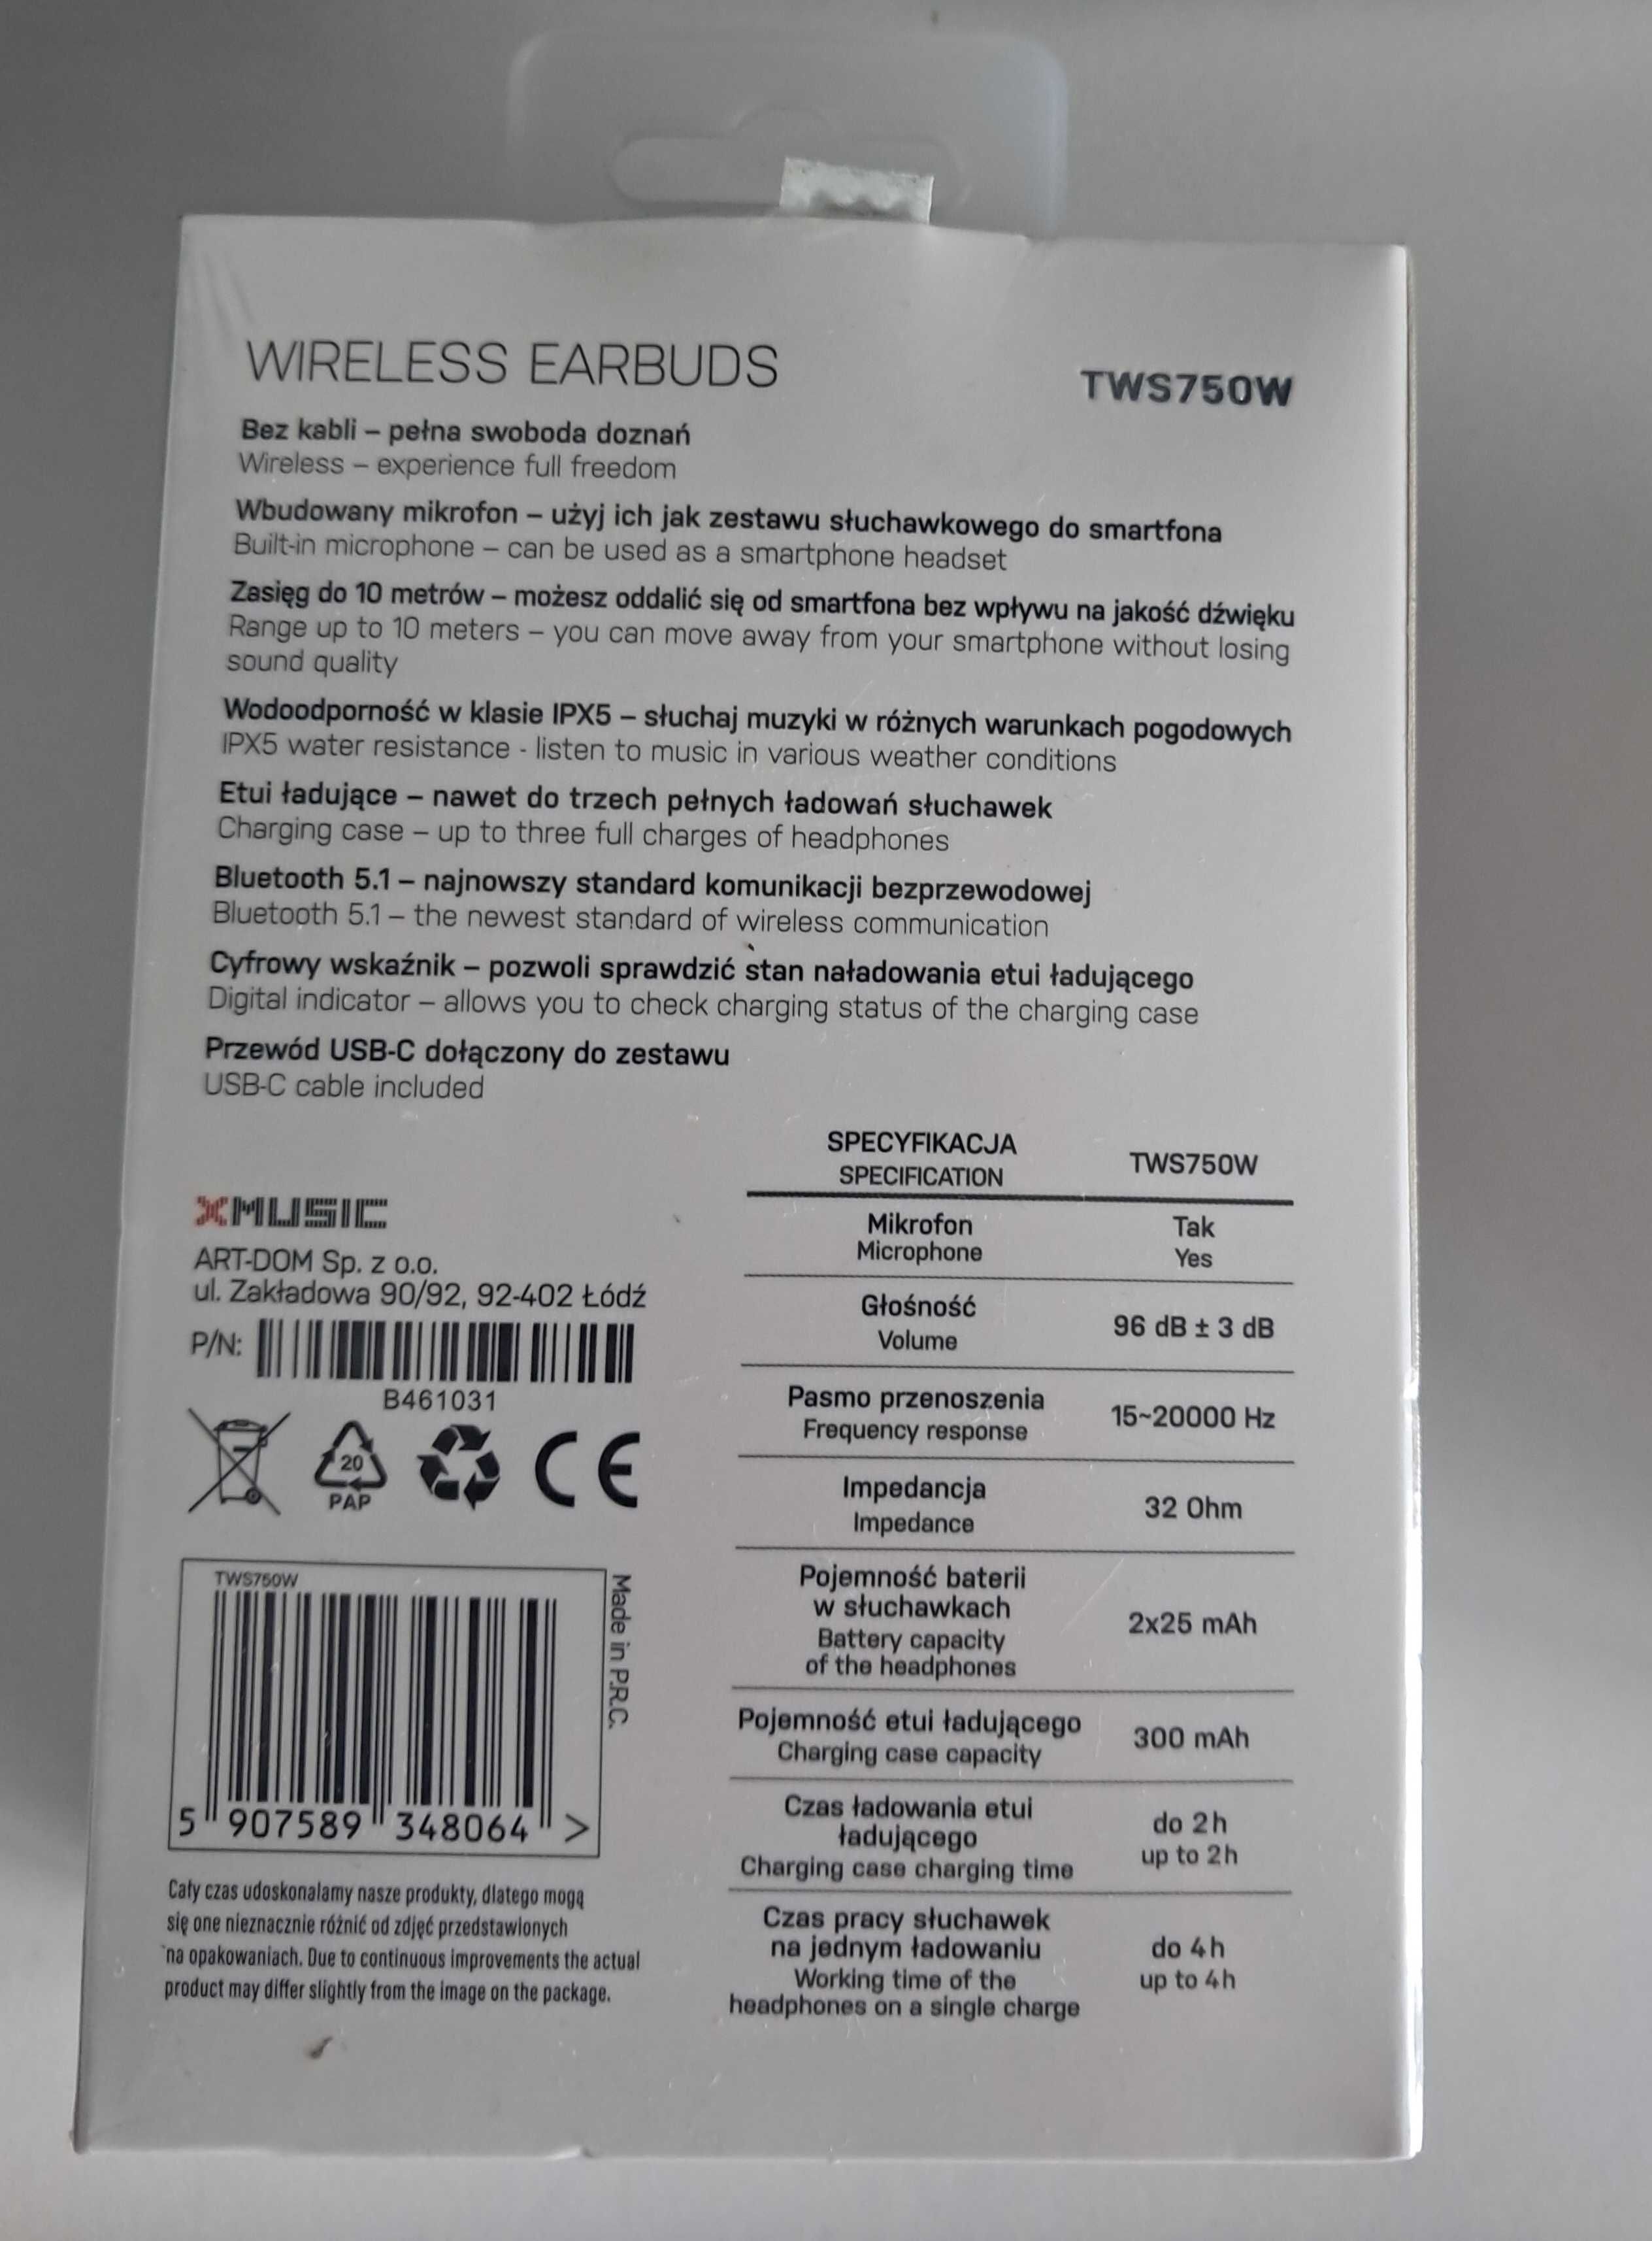 WIRELESS EARBUDS
TWS750W
Bez kabli – pełna swoboda doznań
Wireless – experience full freedom
Wbudowany mikrofon – użyj ich jak zestawu słuchawkowego do smartfona
Built-in microphone – can be used as a smartphone headset
Zasięg do 10 metrów – możesz oddalić się od smartfona bez wpływu na jakość dźwięku
Range up to 10 meters – you can move away from your smartphone without losing
sound quality
Wodoodporność w klasie IPX5 – słuchaj muzyki w różnych warunkach pogodowych
IPX5 water resistance - listen to music in various weather conditions
Etui ładujące – nawet do trzech pełnych ładowań słuchawek
Charging case – up to three full charges of headphones
Bluetooth 5.1 – najnowszy standard komunikacji bezprzewodowej
Bluetooth 5.1 – the newest standard of wireless communication
Cyfrowy wskaźnik – pozwoli sprawdzić stan naładowania etui ładującego
Digital indicator – allows you to check charging status of the charging case
Przewód USB-C dołączony do zestawu
USB-C cable included
XMUSIC
ART-DOM Sp. z o.o.
ul. Zakładowa 90/92, 92-402 Łódź
P/N:
B461031
20
PAP
CE
TWS750W
Made in P.R.C.
5 907589 348064 >
Cały czas udoskonalamy nasze produkty, dlatego mogą
się one nieznacznie różnić od zdjęć przedstawionych
na opakowaniach. Due to continuous improvements the actual
product may differ slightly from the image on the package.
SPECYFIKACJA
SPECIFICATION
TWS750W
Mikrofon
Microphone
Tak
Yes
Głośność
Volume
96 dB ± 3 dB
Pasmo przenoszenia
Frequency response
15~20000 Hz
Impedancja
Impedance
32 Ohm
Pojemność baterii
w słuchawkach
Battery capacity
of the headphones
2x25 mAh
Pojemność etui ładującego
Charging case capacity
300 mAh
Czas ładowania etui
ładującego
Charging case charging time
do 2h
up to 2h
Czas pracy słuchawek
na jednym ładowaniu
Working time of the
headphones on a single charge
do 4h
up to 4h